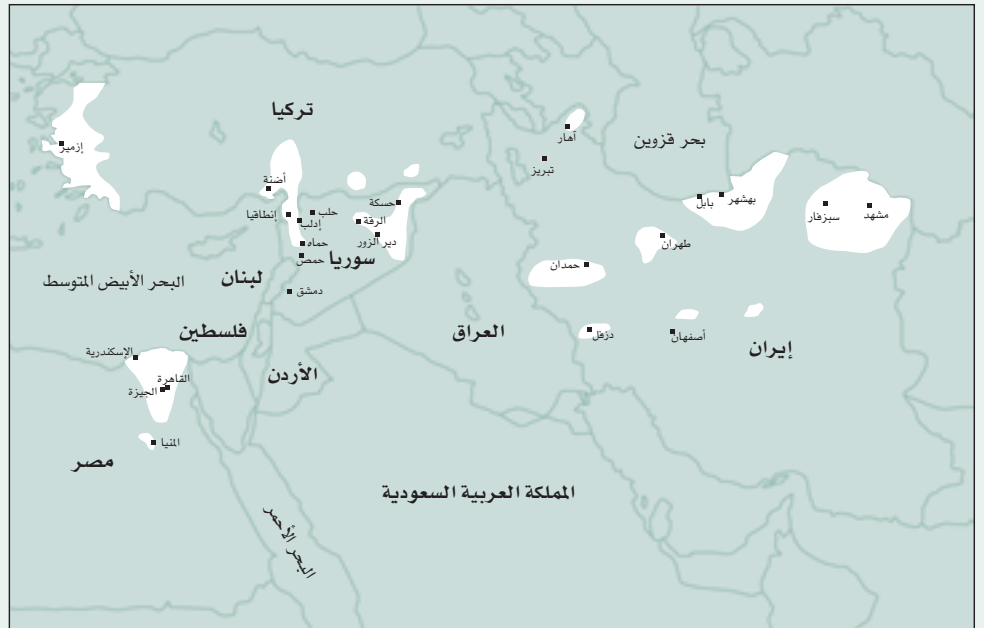 تركيا
آهار
تبريز
بحر قزوين
إزمير
أضنة
حسكة
بابل
بهشهر
سبزفار
مشهد
إنطاقيا
حلب
إدلب
الرقة
حماه
دير الزور
طهران
حمص
سوريا
حمدان
البحر الأبيض المتوسط
لبنان
دمشق
فلسطين
العراق
دزفل
أصفهان
إيران
الإسكندرية
الأردن
القاهرة
الجيزة
المنيا
مصر
المملكة العربية السعودية
البحر الأحمر